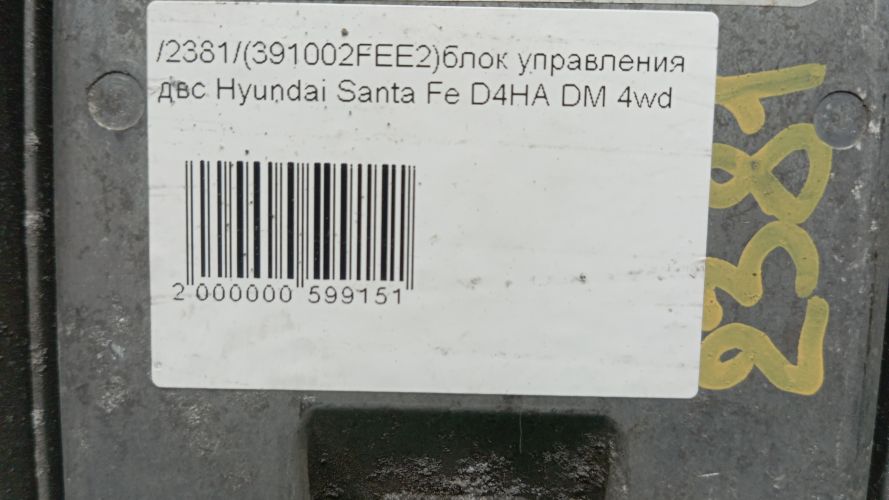 /2381/(391002FEE2)блок управления
двс Hyundai Santa Fe D4HA DM 4wd
2 000000 599151
2381